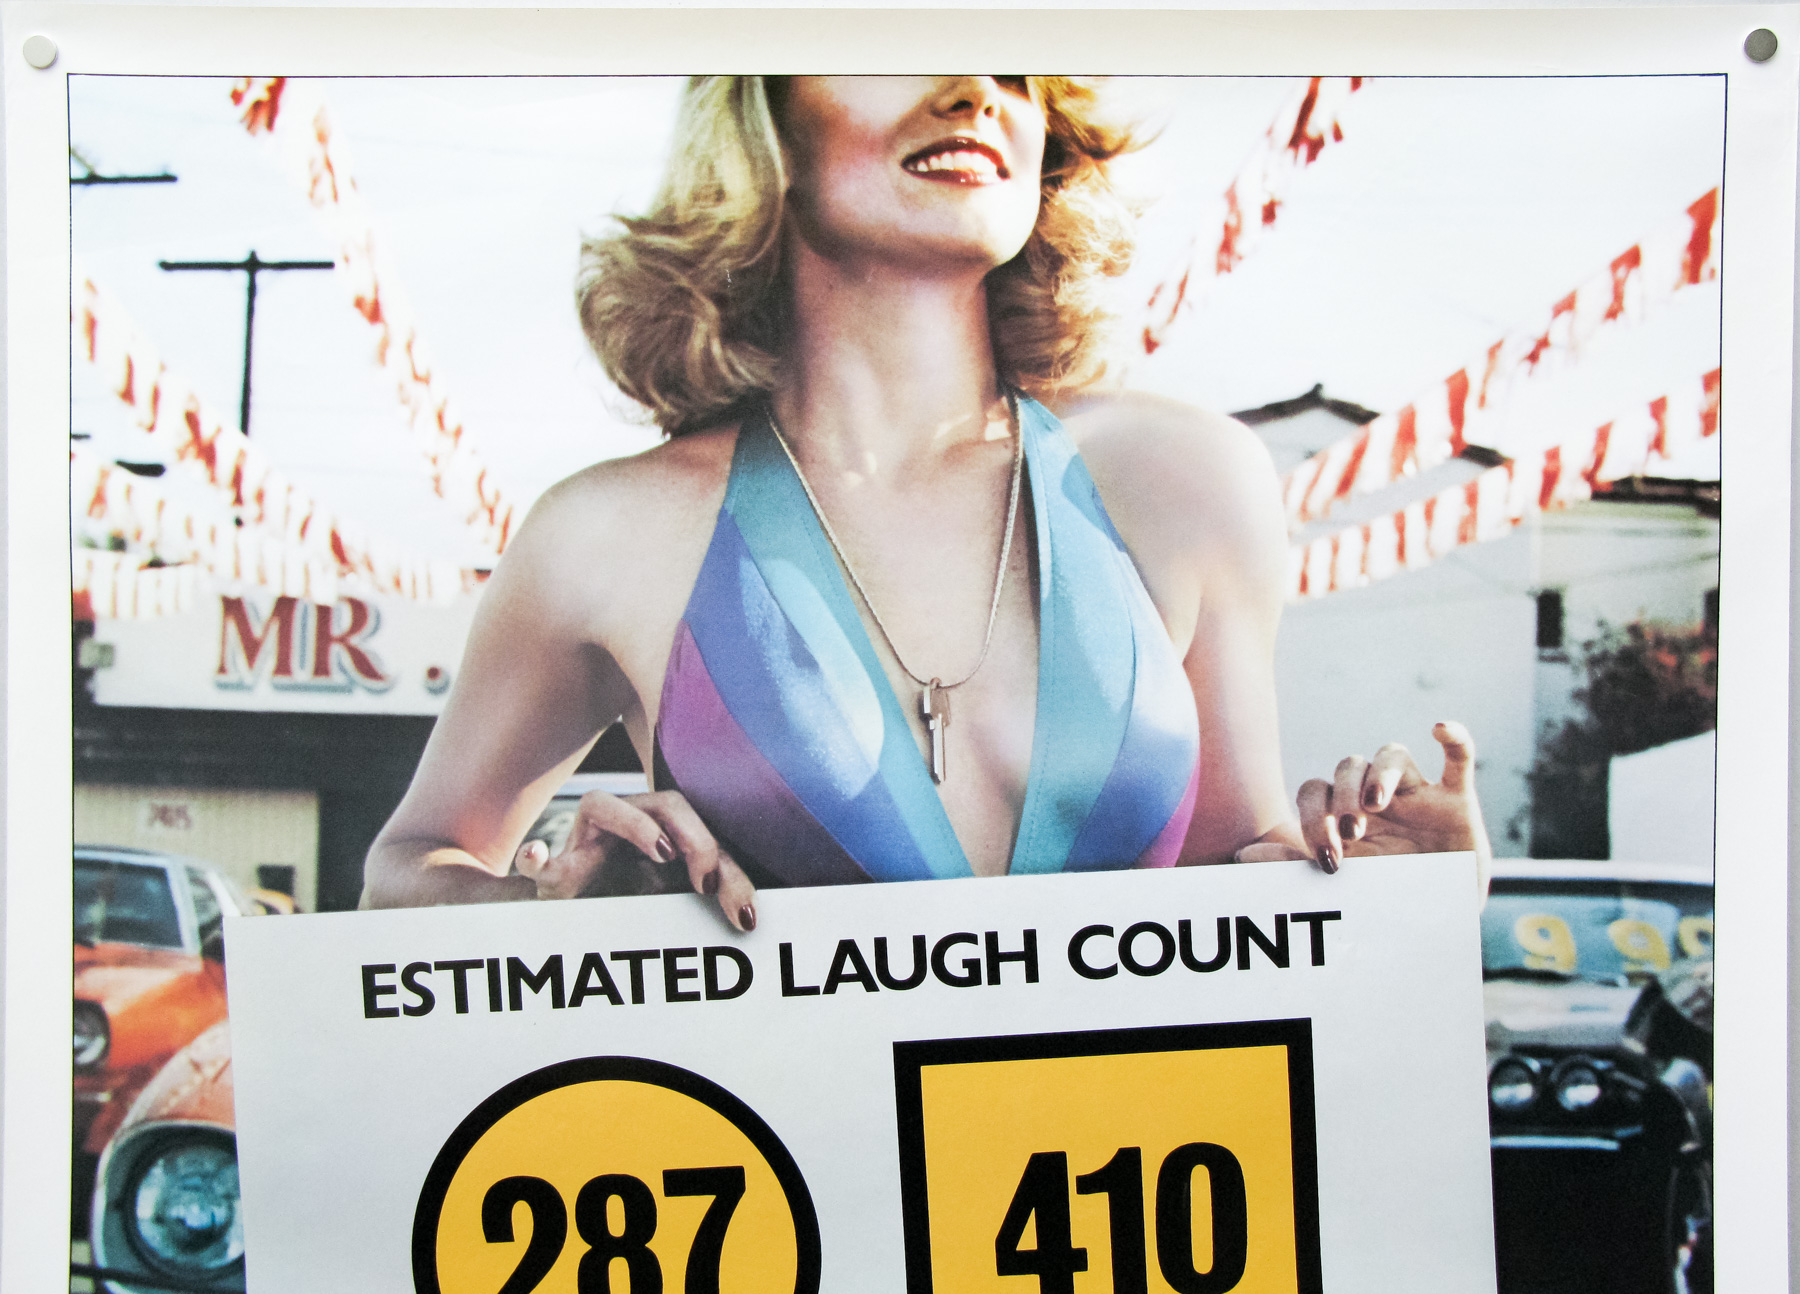 MR.
ESTIMATED LAUGH COUNT
287 410